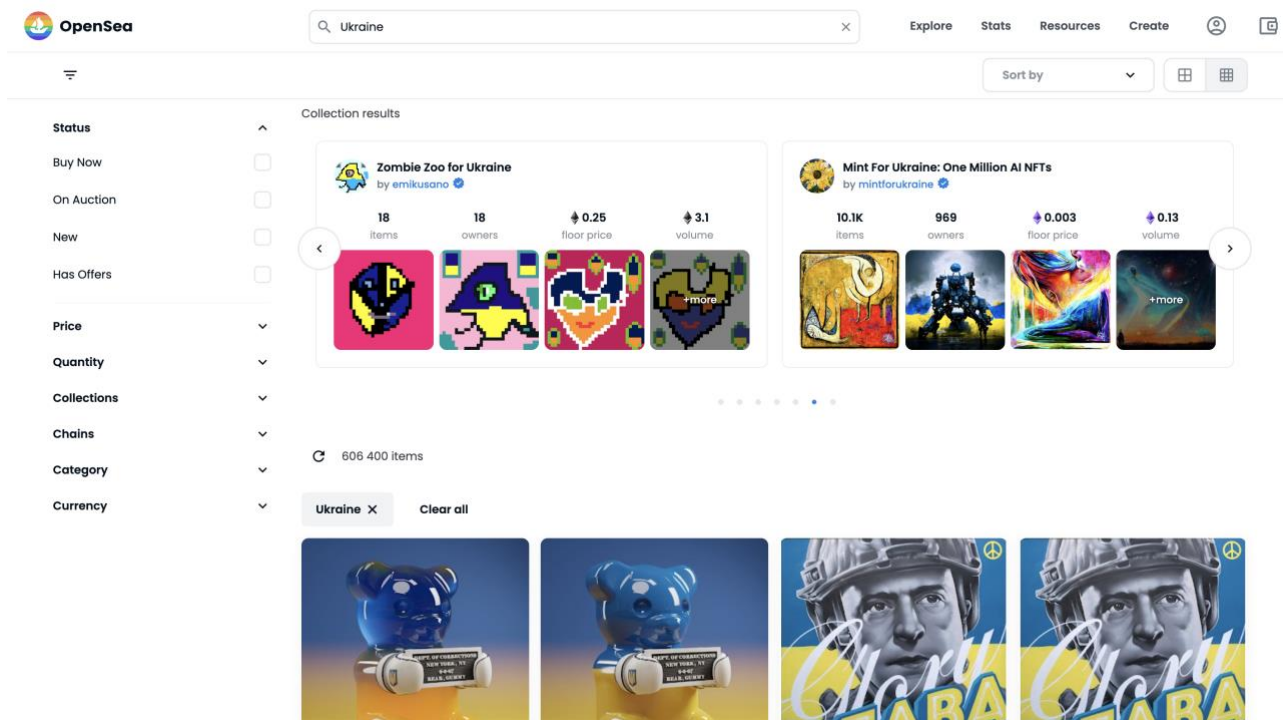 OpenSea
Ukraine
Explore Stats Resources Create
Sort by
Status
Buy Now
On Auction
New
Has Offers
Price
Quantity
Collections
Chains
Category
Currency
Collection results
Zombie Zoo for Ukraine
by emikusano
18 18 0.25 3.1
items owners floor price volume
+more
Mint For Ukraine: One Million AI NFTs
by mintforukraine
10.1K 969 0.003 0.13
items owners floor price volume
+more
606 400 items
Ukraine Clear all
DEPT. OF CORRECTIONS
NEW YORK, NY
BEAR, GUMMY
DEPT. OF CORRECTIONS
NEW YORK, NY
BEAR, GUMMY
Glory
Glory